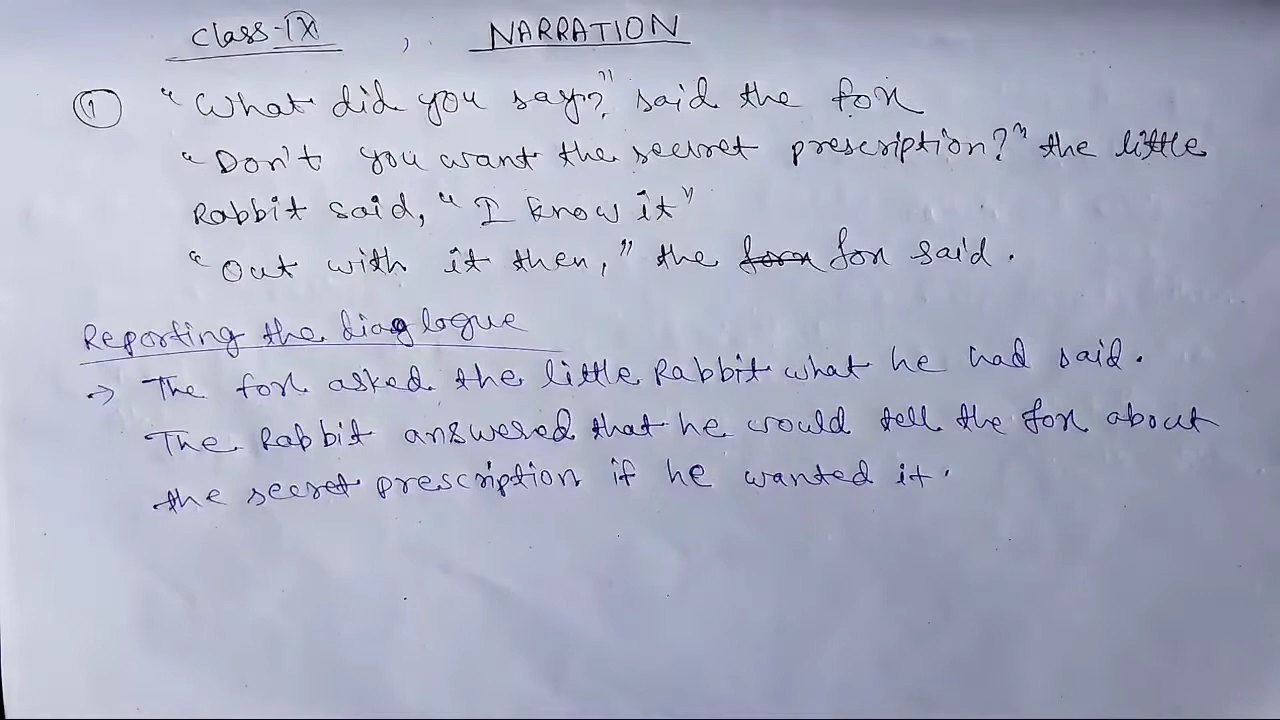 Class-IX , NARRATION
① "What did you say?" said the fox
"Don't you want the secret prescription?" the little
Rabbit said, "I know it"
"Out with it then," the fox said.
Reporting the dialogue
→ The fox asked the little Rabbit what he had said.
The Rabbit answered that he would tell the fox about
the secret prescription if he wanted it.